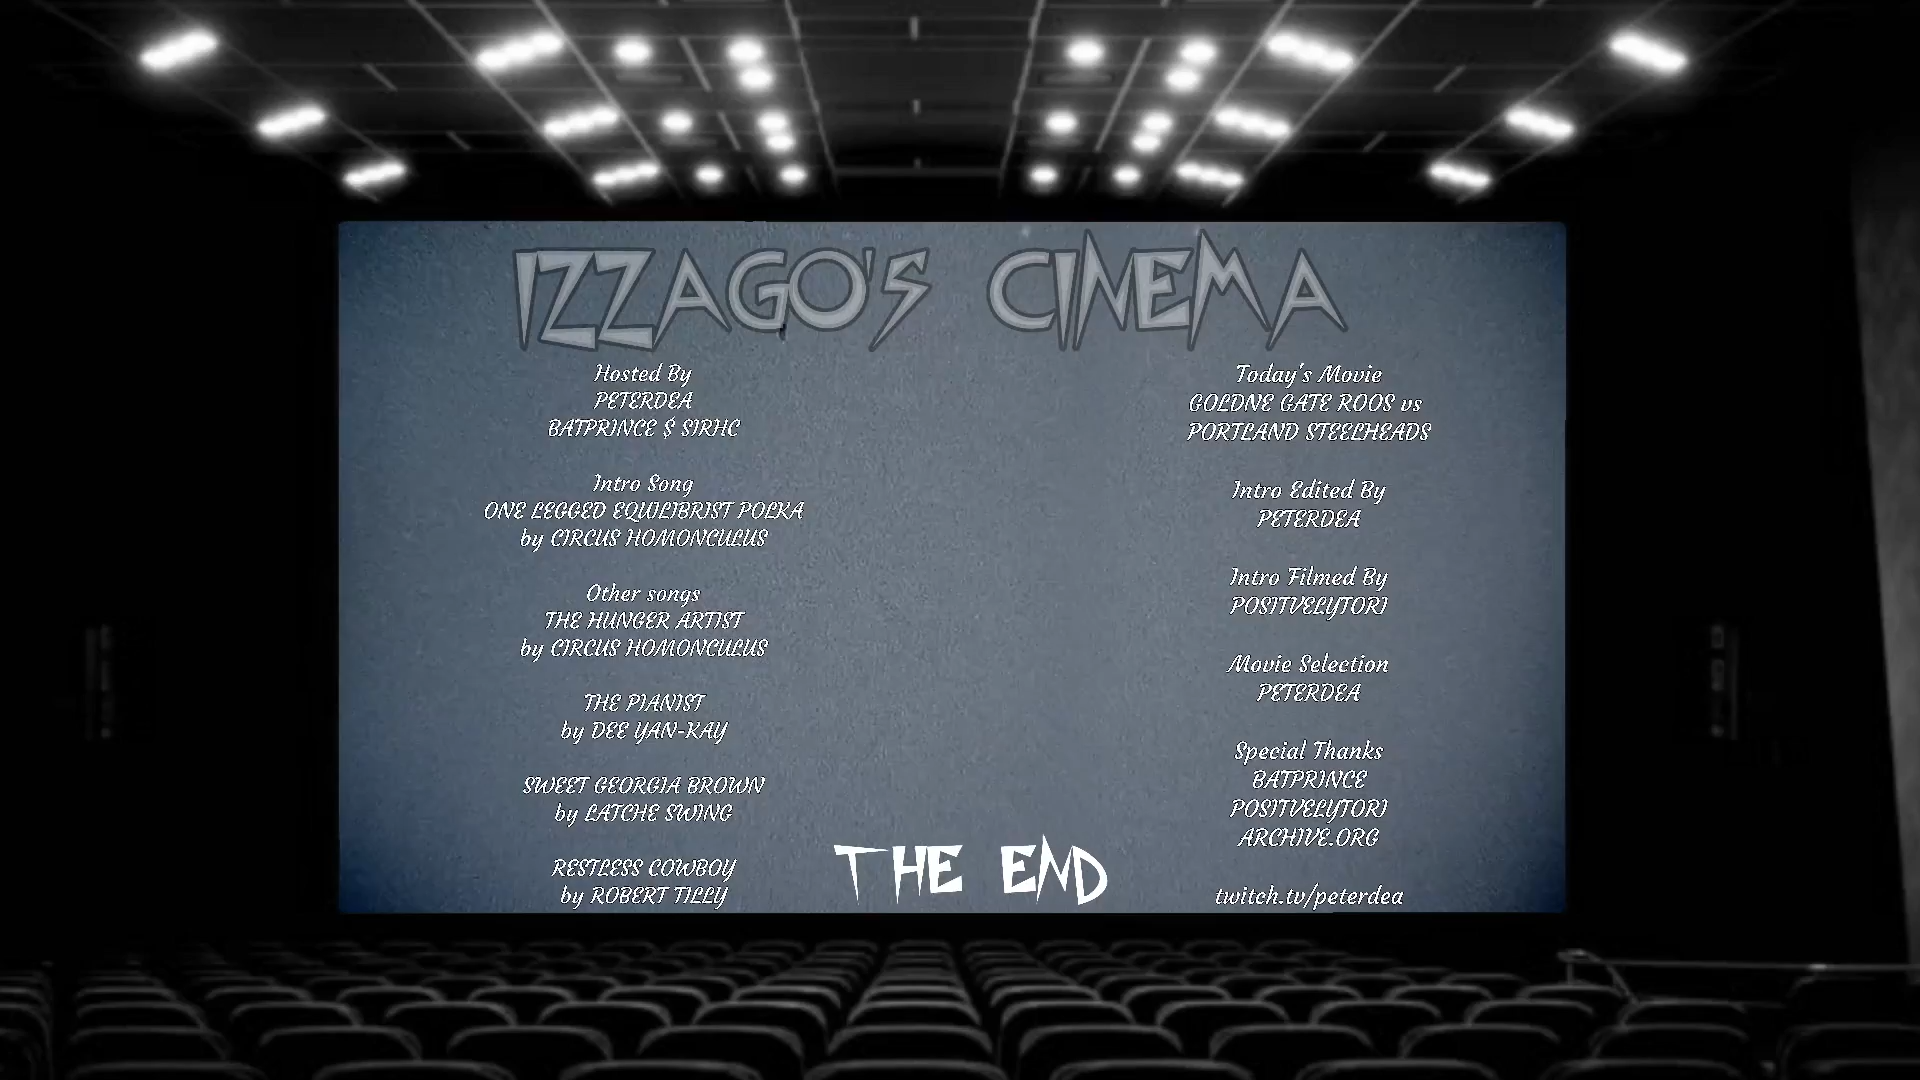 IZZAGO'S CINEMA
Hosted By
PETERDEA
BATPRINCE $ SIRHC
Intro Song
ONE LEGGED EQUILIBRIST POLKA
by CIRCUS HOMONCULUS
Other songs
THE HUNGER ARTIST
by CIRCUS HOMONCULUS
THE PIANIST
by DEE YAN-KAY
SWEET GEORGIA BROWN
by LATCHE SWING
RESTLESS COWBOY
by ROBERT TILLY
THE END
Today's Movie
GOLDNE GATE ROOS vs
PORTLAND STEELHEADS
Intro Edited By
PETERDEA
Intro Filmed By
POSITVELYTORI
Movie Selection
PETERDEA
Special Thanks
BATPRINCE
POSITVELYTORI
ARCHIVE.ORG
twitch.tv/peterdea